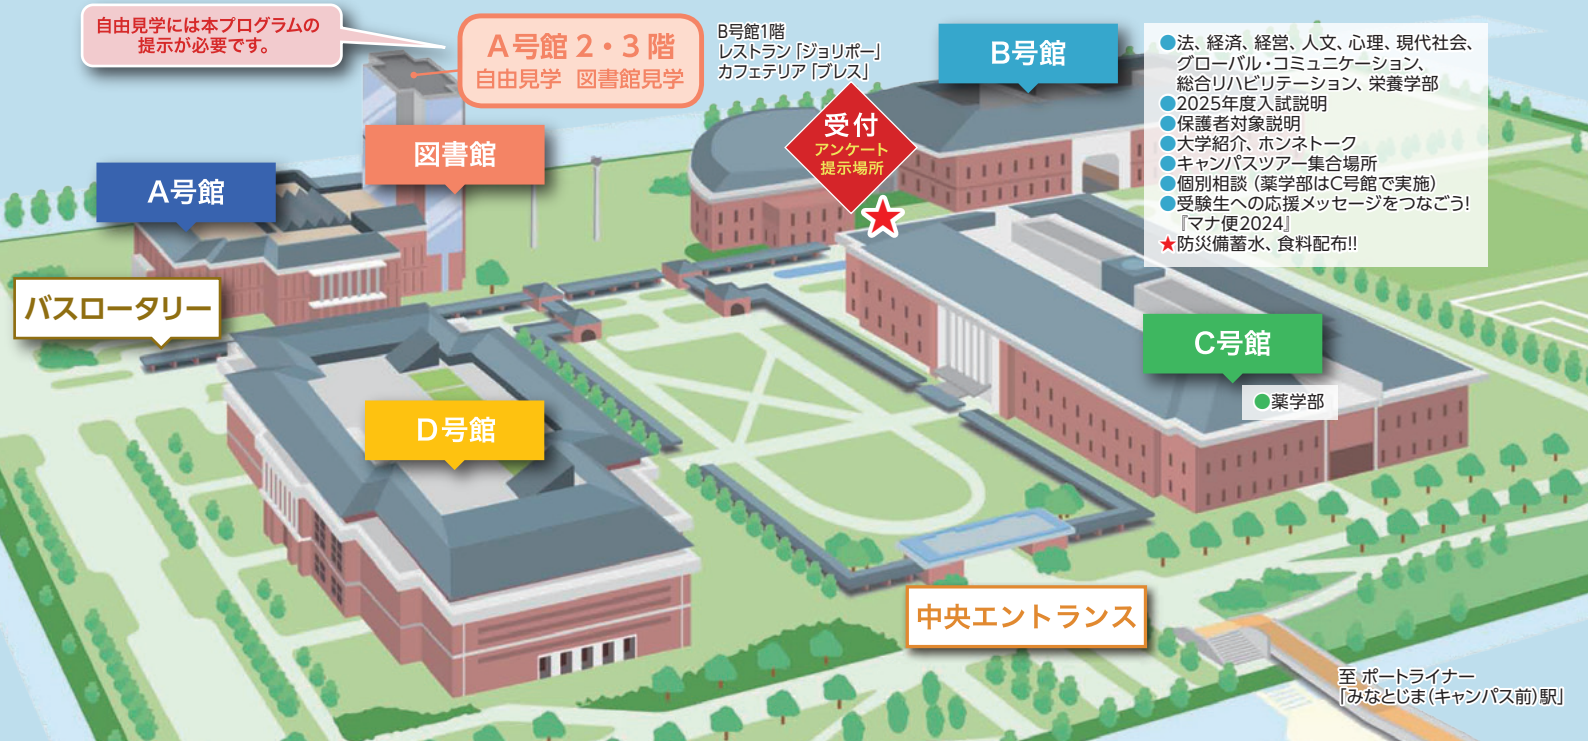 自由見学には本プログラムの
提示が必要です。
A号館 2・3 階
自由見学 図書館見学
B号館1階
レストラン「ジョリポー」
カフェテリア「ブレス」
B号館
●法、経済、経営、人文、心理、現代社会、
グローバル・コミュニケーション、
総合リハビリテーション、栄養学部
●2025年度入試説明
●保護者対象説明
●大学紹介、ホンネトーク
●キャンパスツアー集合場所
●個別相談（薬学部はC号館で実施）
●受験生への応援メッセージをつなごう!
『マナ便2024』
★防災備蓄水、食料配布!!
受付
アンケート
提示場所
図書館
A号館
バスロータリー
C号館
●薬学部
D号館
中央エントランス
至 ポートライナー
「みなとじま（キャンパス前）駅」